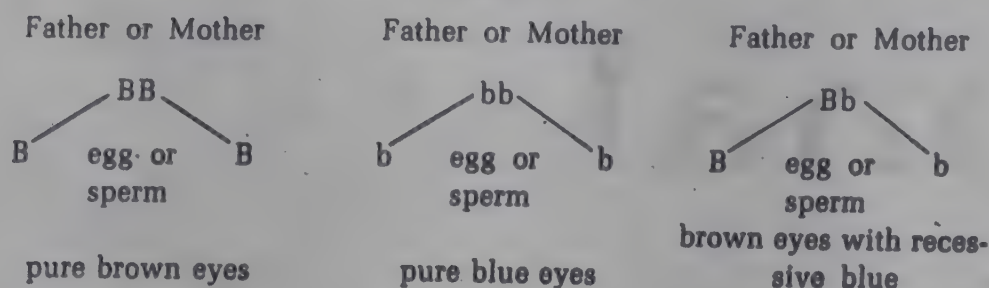 Father or Mother
BB
B egg or B
sperm
pure brown eyes
Father or Mother
bb
b egg or b
sperm
pure blue eyes
Father or Mother
Bb
B egg or b
sperm
brown eyes with reces-
sive blue